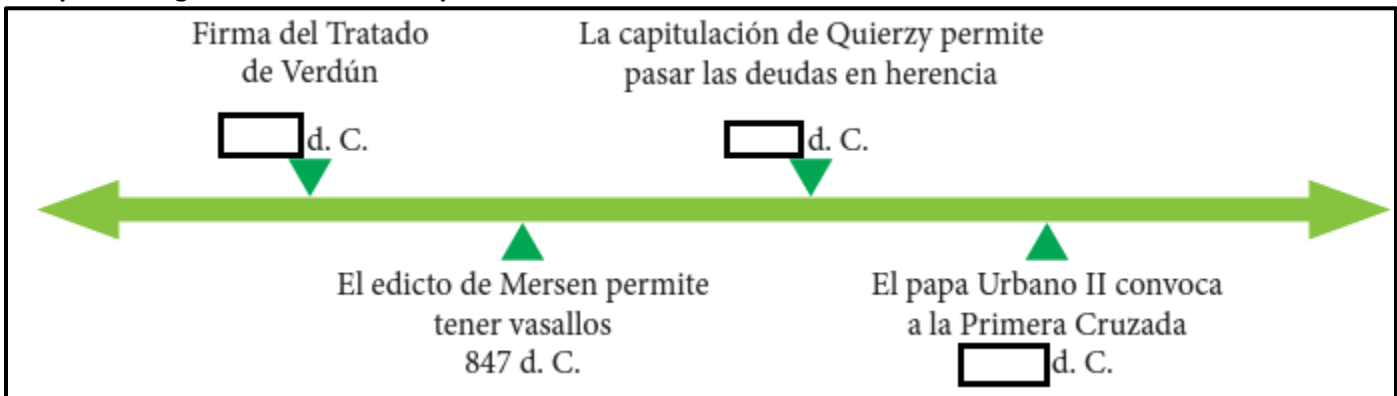 Firma del Tratado
de Verdún
d. C.
La capitulación de Quierzy permite
pasar las deudas en herencia
d. C.
El edicto de Mersen permite
tener vasallos
847 d. C.
El papa Urbano II convoca
a la Primera Cruzada
d. C.